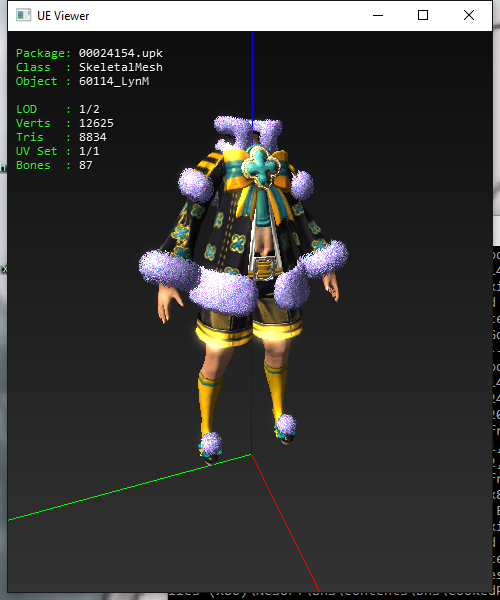 UE Viewer
Package: 00024154.upk
Class : SkeletalMesh
Object : 60114_LynM
LOD : 1/2
Verts : 12625
Tris : 8834
UV Set : 1/1
Bones : 87